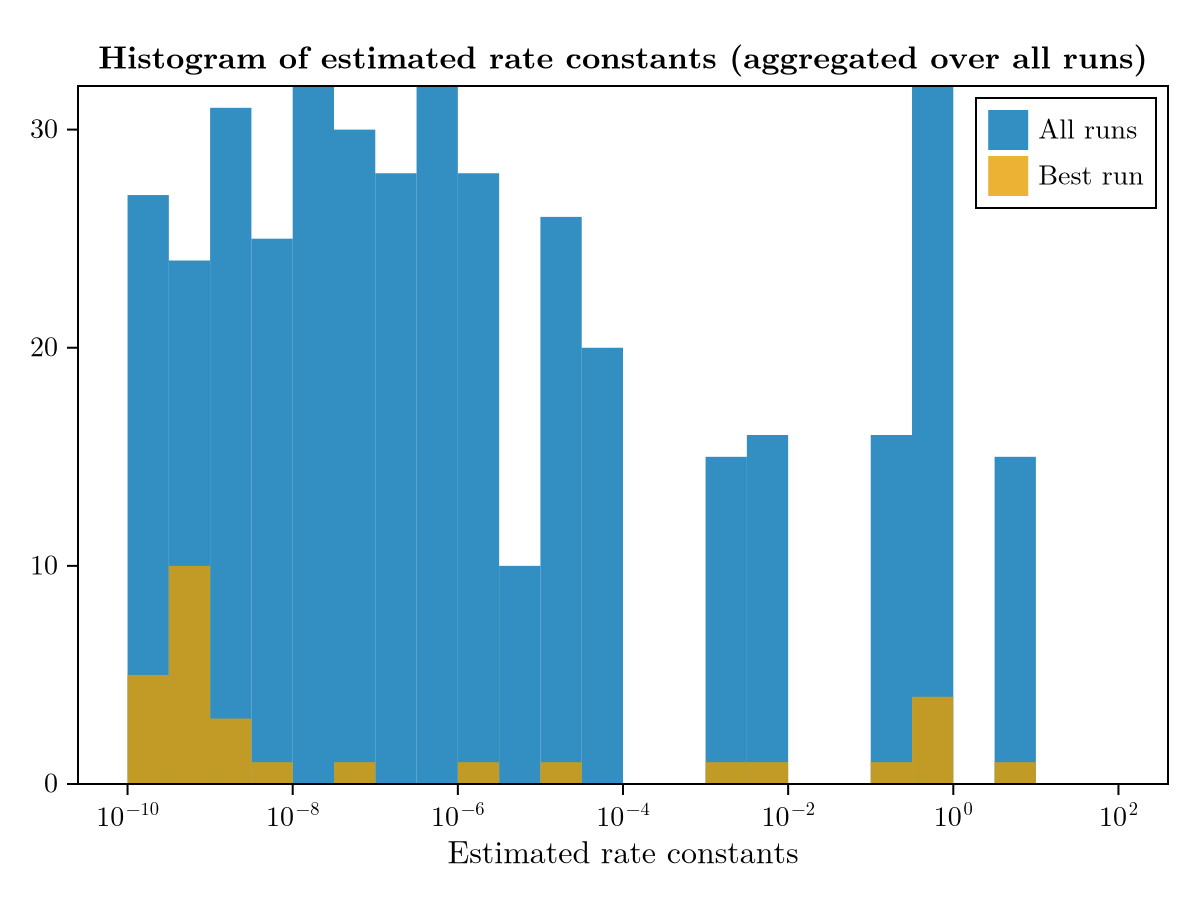 Histogram of estimated rate constants (aggregated over all runs)
All runs
Best run
30
20
10
0
10⁻¹⁰ 10⁻⁸ 10⁻⁶ 10⁻⁴ 10⁻² 10⁰ 10²
Estimated rate constants